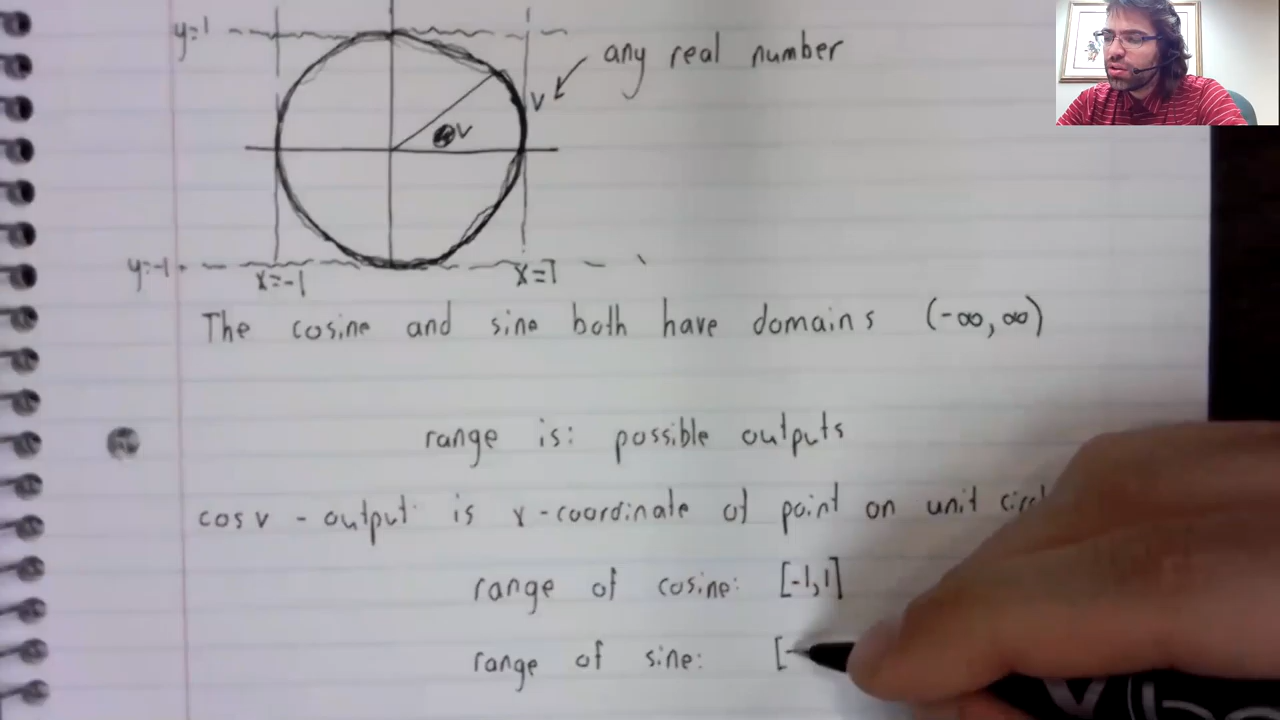 y=1
any real number
v
v
y=-1
x=-1
x=1
The cosine and sine both have domains (-∞, ∞)
range is: possible outputs
cos v - output is x-coordinate of point on unit
range of cosine: [-1,1]
range of sine: [-